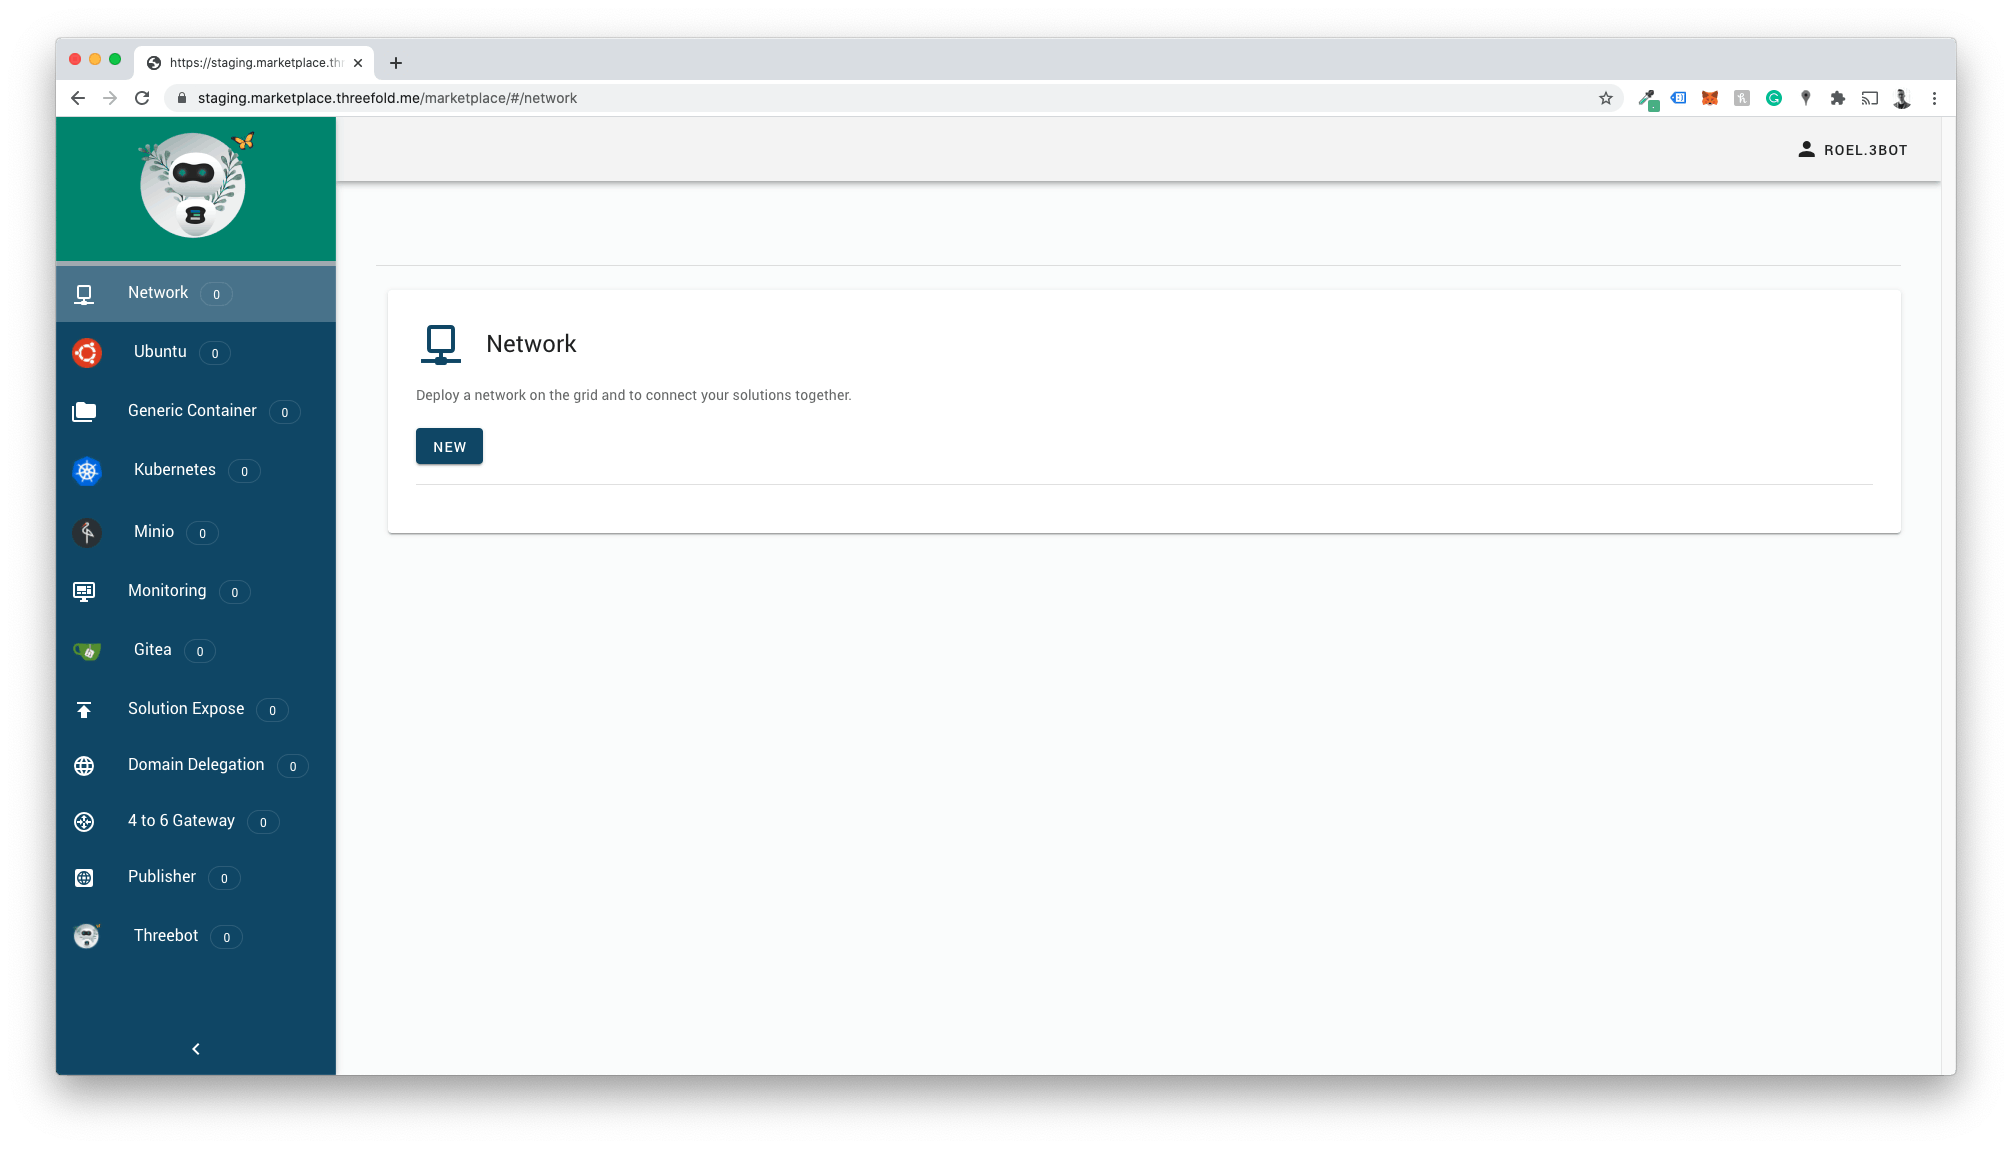 https://staging.marketplace.thr
staging.marketplace.threefold.me/marketplace/#/network
ROEL.3BOT
Network 0
Ubuntu 0
Generic Container 0
Kubernetes 0
Minio 0
Monitoring 0
Gitea 0
Solution Expose 0
Domain Delegation 0
4 to 6 Gateway 0
Publisher 0
Threebot 0
Network
Deploy a network on the grid and to connect your solutions together.
NEW